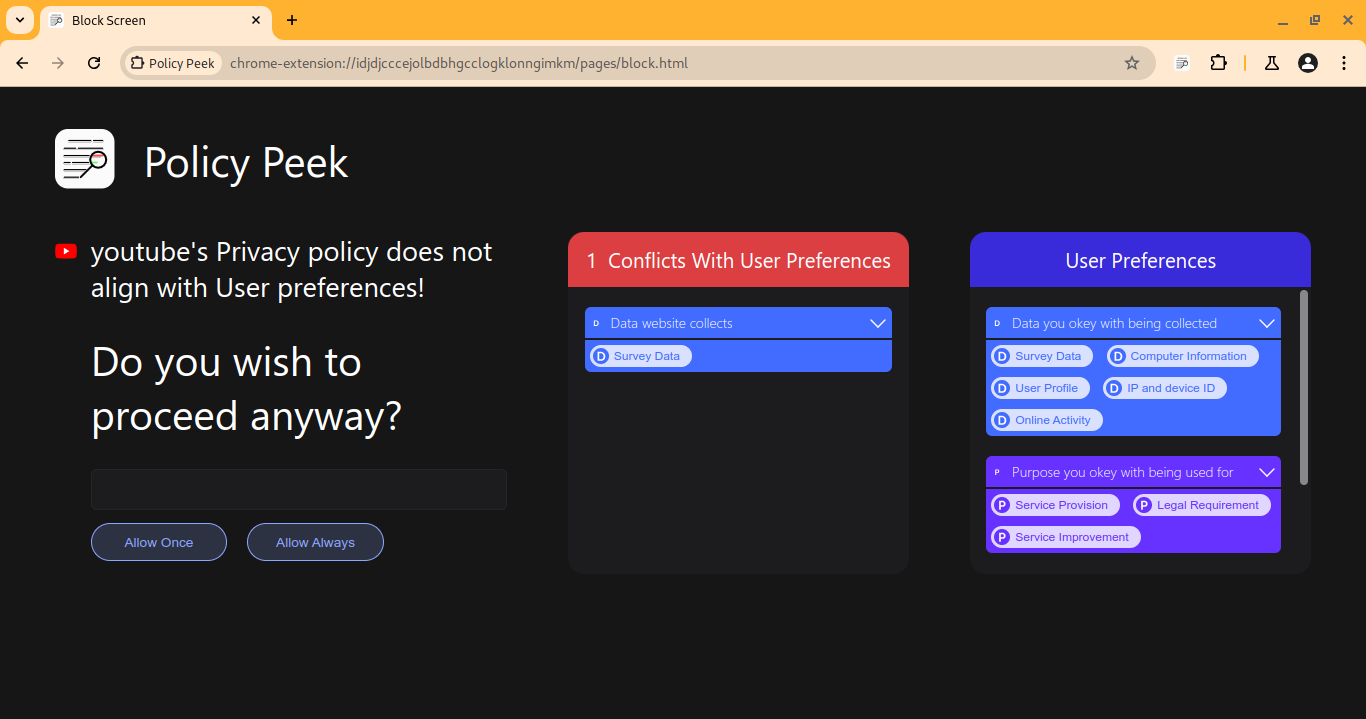 Block Screen
Policy Peek
chrome-extension://idjdjcccejolbdbhgcclogklonngimkm/pages/block.html
Policy Peek
youtube's Privacy policy does not
align with User preferences!
Do you wish to
proceed anyway?
Allow Once
Allow Always
1 Conflicts With User Preferences
D Data website collects
D Survey Data
User Preferences
D Data you okey with being collected
D Survey Data
D Computer Information
D User Profile
D IP and device ID
D Online Activity
P Purpose you okey with being used for
P Service Provision
P Legal Requirement
P Service Improvement